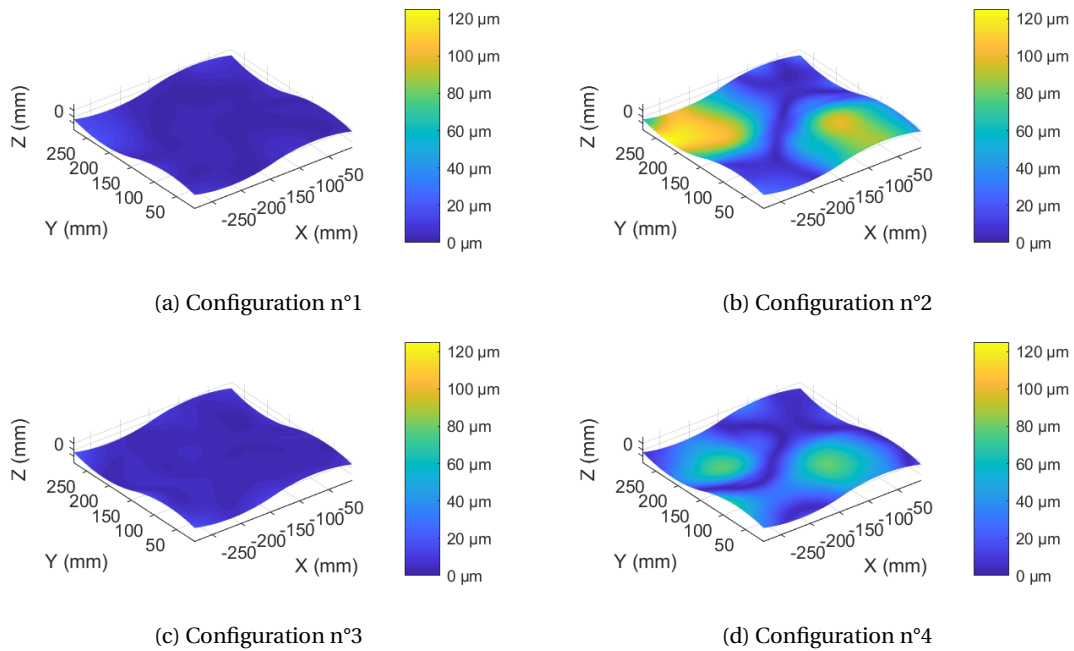 120 µm
100 µm
80 µm
60 µm
40 µm
20 µm
0 µm
Z (mm)
0
250
200
150
100
50
Y (mm)
-250
-200
-150
-100
-50
X (mm)
(a) Configuration n°1
120 µm
100 µm
80 µm
60 µm
40 µm
20 µm
0 µm
Z (mm)
0
250
200
150
100
50
Y (mm)
-250
-200
-150
-100
-50
X (mm)
(b) Configuration n°2
120 µm
100 µm
80 µm
60 µm
40 µm
20 µm
0 µm
Z (mm)
0
250
200
150
100
50
Y (mm)
-250
-200
-150
-100
-50
X (mm)
(c) Configuration n°3
120 µm
100 µm
80 µm
60 µm
40 µm
20 µm
0 µm
Z (mm)
0
250
200
150
100
50
Y (mm)
-250
-200
-150
-100
-50
X (mm)
(d) Configuration n°4